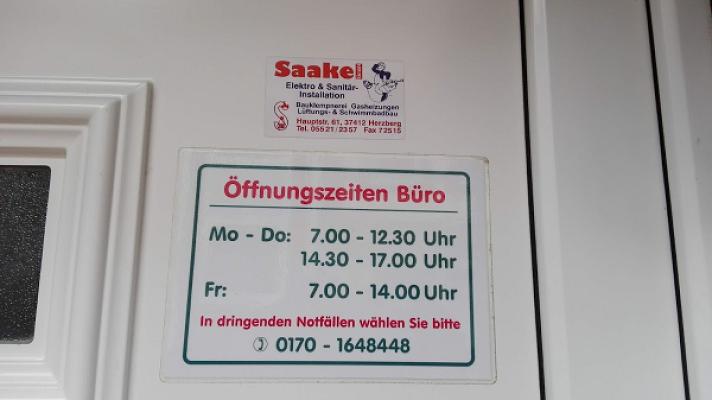 Saake GmbH
Elektro & Sanitär-
Installation
Bauklempnerei Gasheizungen
Lüftungs- & Schwimmbadbau
Hauptstr. 61, 37412 Herzberg
Tel. 05521/2357 Fax 72515
Öffnungszeiten Büro
Mo - Do: 7.00 - 12.30 Uhr
14.30 - 17.00 Uhr
Fr: 7.00 - 14.00 Uhr
In dringenden Notfällen wählen Sie bitte
✆ 0170 - 1648448